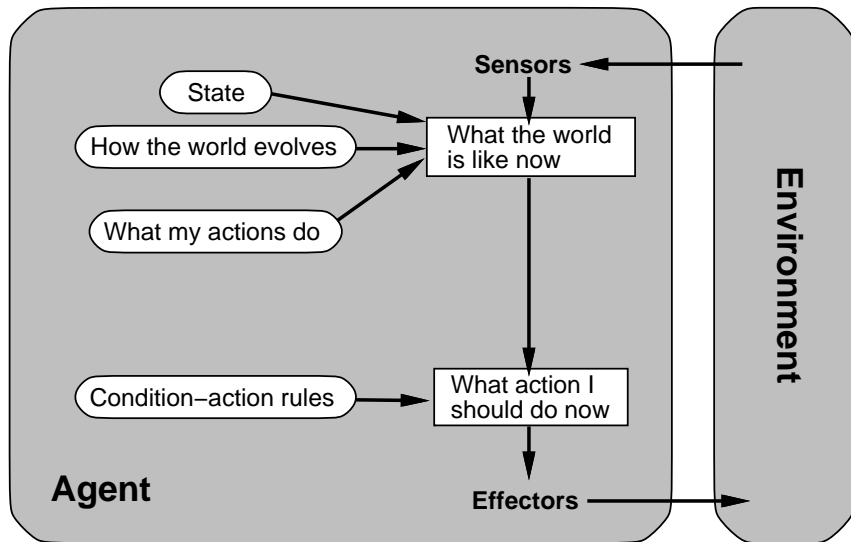 Sensors
State
What the world
is like now
How the world evolves
What my actions do
Environment
Condition−action rules
What action I
should do now
Agent
Effectors